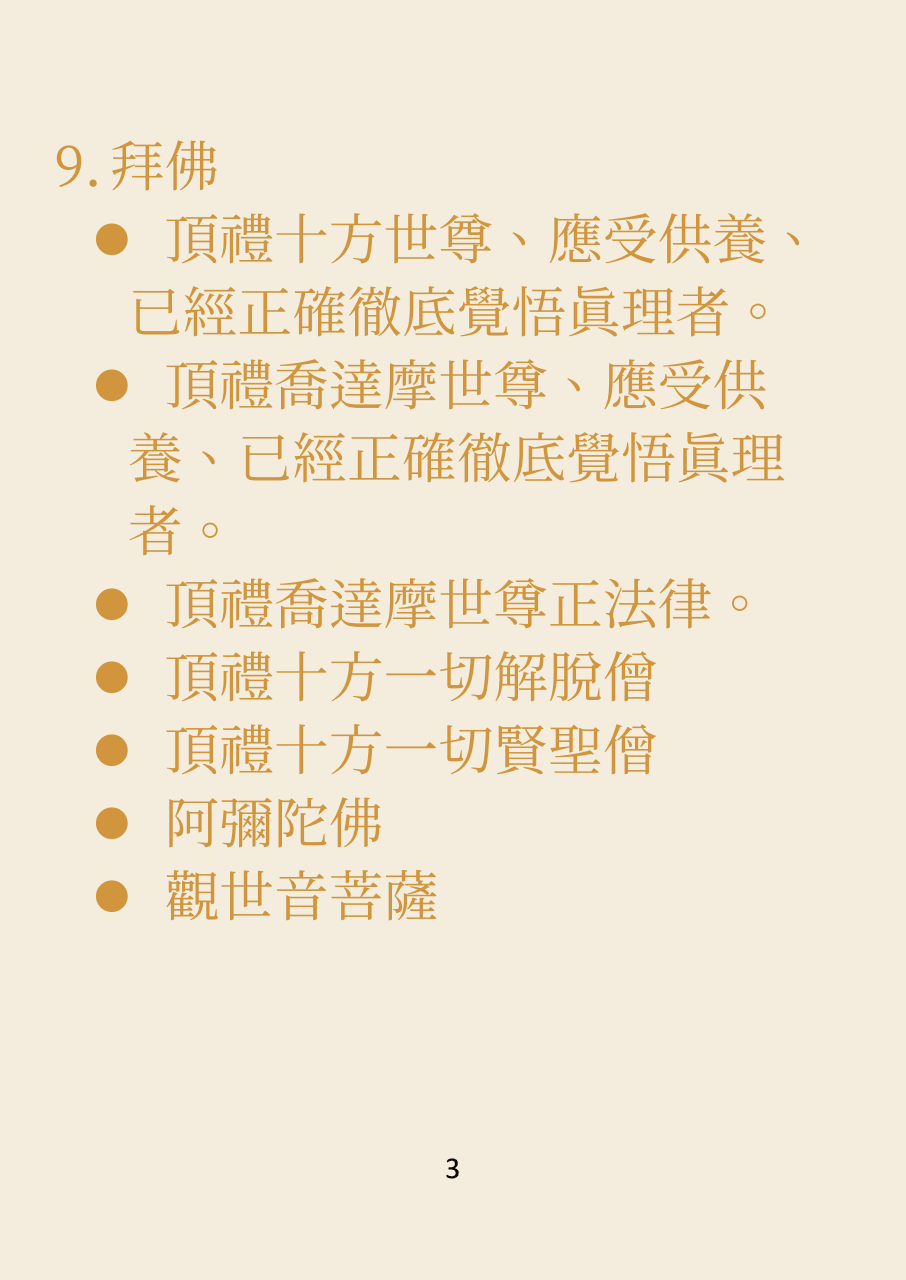 9. 拜佛
● 頂禮十方世尊、應受供養、
已經正確徹底覺悟眞理者。
● 頂禮喬達摩世尊、應受供
養、已經正確徹底覺悟眞理
者。
● 頂禮喬達摩世尊正法律。
● 頂禮十方一切解脫僧
● 頂禮十方一切賢聖僧
● 阿彌陀佛
● 觀世音菩薩
3